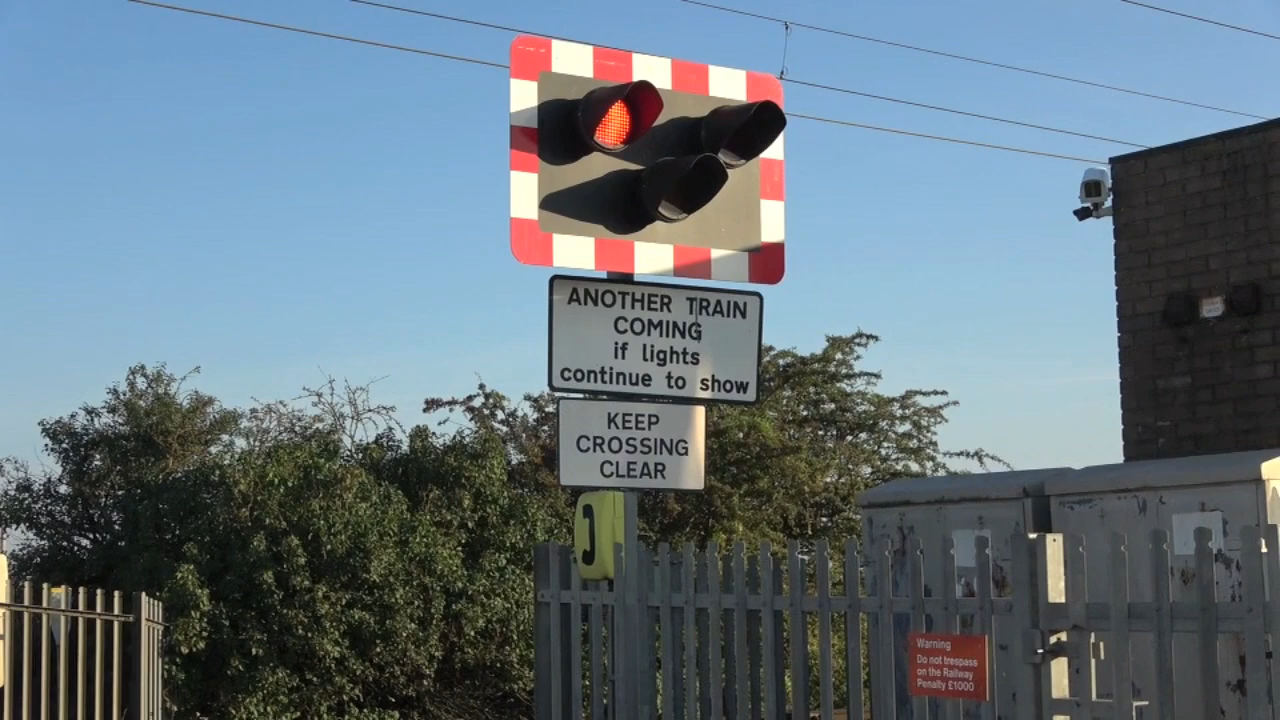 ANOTHER TRAIN
COMING
if lights
continue to show
KEEP
CROSSING
CLEAR
Warning
Do not trespass
on the Railway
Penalty £1000